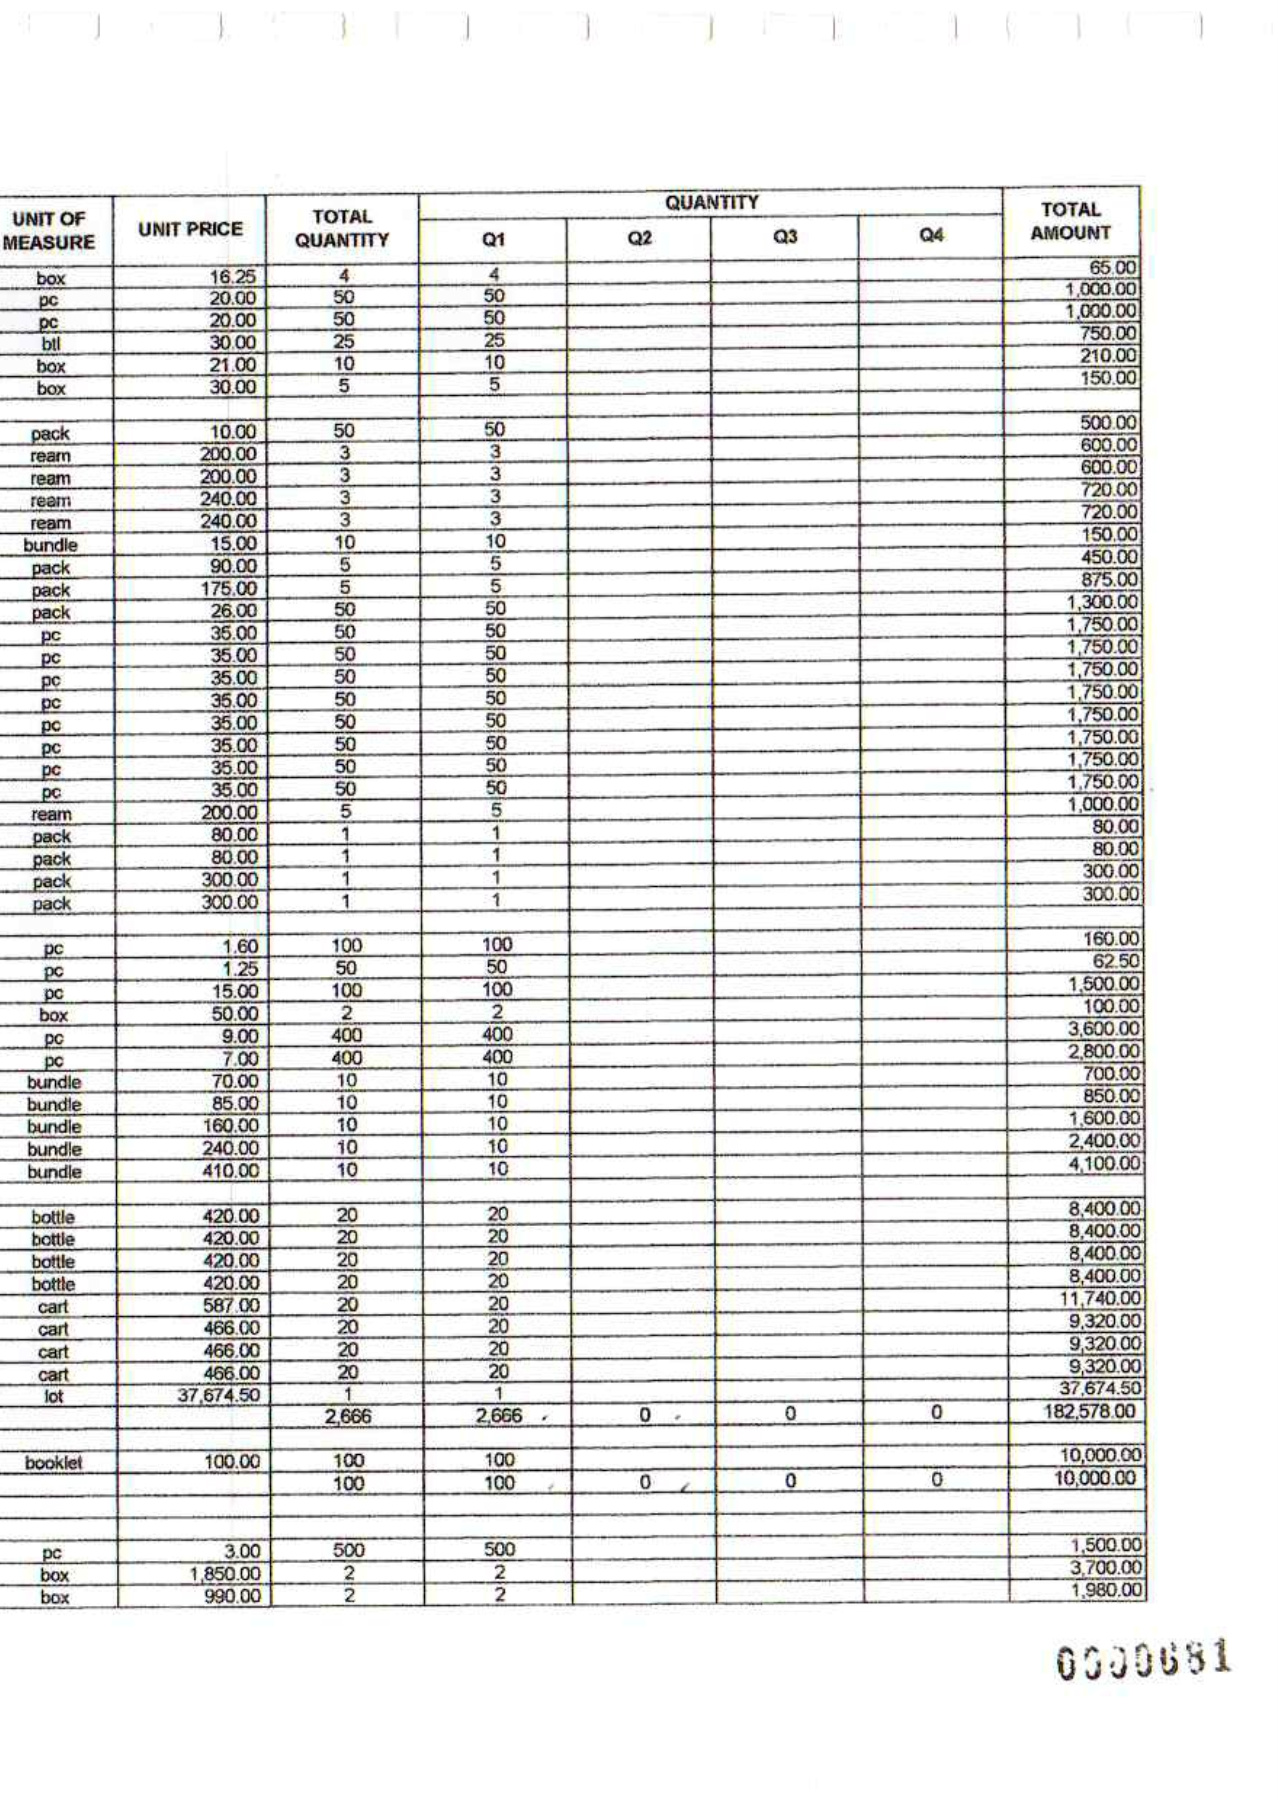 UNIT OF MEASURE UNIT PRICE TOTAL QUANTITY QUANTITY TOTAL AMOUNT
Q1 Q2 Q3 Q4
box 16.25 4 4 65.00
pc 20.00 50 50 1,000.00
pc 20.00 50 50 1,000.00
btl 30.00 25 25 750.00
box 21.00 10 10 210.00
box 30.00 5 5 150.00
pack 10.00 50 50 500.00
ream 200.00 3 3 600.00
ream 200.00 3 3 600.00
ream 240.00 3 3 720.00
ream 240.00 3 3 720.00
bundle 15.00 10 10 150.00
pack 90.00 5 5 450.00
pack 175.00 5 5 875.00
pack 26.00 50 50 1,300.00
pc 35.00 50 50 1,750.00
pc 35.00 50 50 1,750.00
pc 35.00 50 50 1,750.00
pc 35.00 50 50 1,750.00
pc 35.00 50 50 1,750.00
pc 35.00 50 50 1,750.00
pc 35.00 50 50 1,750.00
pc 35.00 50 50 1,750.00
ream 200.00 5 5 1,000.00
pack 80.00 1 1 80.00
pack 80.00 1 1 80.00
pack 300.00 1 1 300.00
pack 300.00 1 1 300.00
pc 1.60 100 100 160.00
pc 1.25 50 50 62.50
pc 15.00 100 100 1,500.00
box 50.00 2 2 100.00
pc 9.00 400 400 3,600.00
pc 7.00 400 400 2,800.00
bundle 70.00 10 10 700.00
bundle 85.00 10 10 850.00
bundle 160.00 10 10 1,600.00
bundle 240.00 10 10 2,400.00
bundle 410.00 10 10 4,100.00
bottle 420.00 20 20 8,400.00
bottle 420.00 20 20 8,400.00
bottle 420.00 20 20 8,400.00
bottle 420.00 20 20 8,400.00
cart 587.00 20 20 11,740.00
cart 466.00 20 20 9,320.00
cart 466.00 20 20 9,320.00
cart 466.00 20 20 9,320.00
lot 37,674.50 1 1 37,674.50
2,666 2,666 0 0 0 182,578.00
booklet 100.00 100 100 10,000.00
100 100 0 0 0 10,000.00
pc 3.00 500 500 1,500.00
box 1,850.00 2 2 3,700.00
box 990.00 2 2 1,980.00
0000681